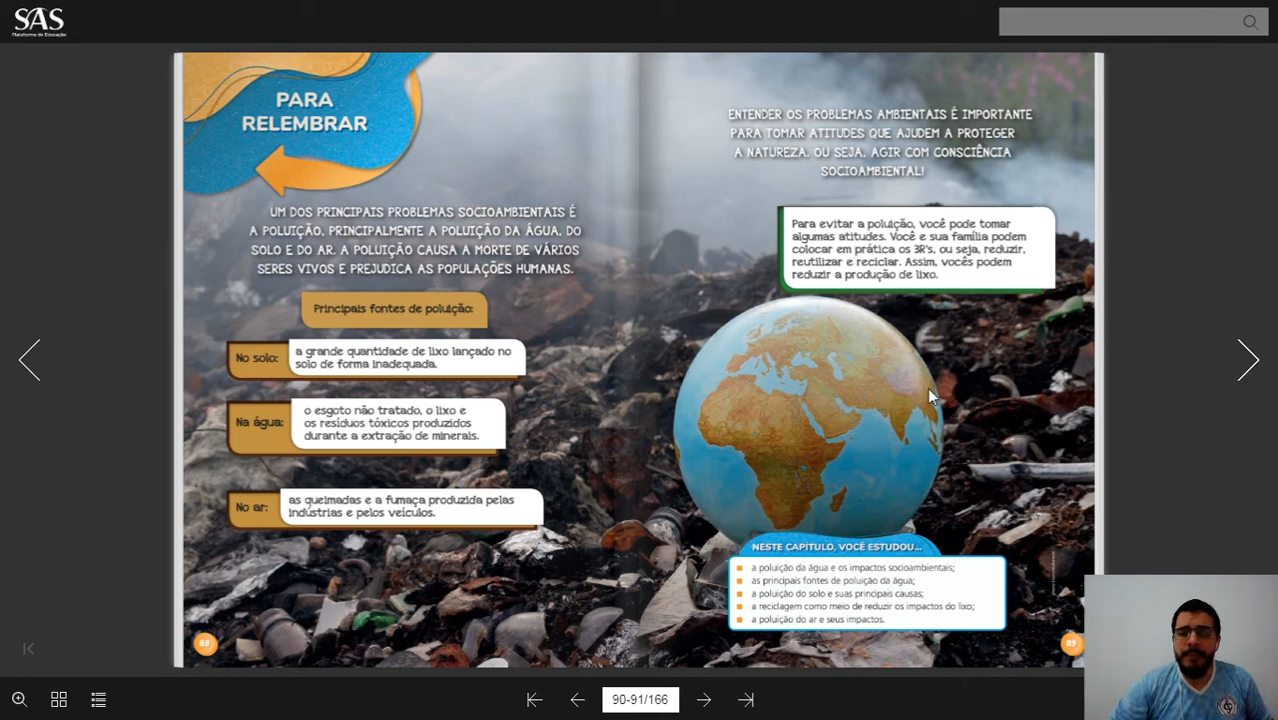 SAS
Plataforma de Educação
PARA
RELEMBRAR
UM DOS PRINCIPAIS PROBLEMAS SOCIOAMBIENTAIS É
A POLUIÇÃO, PRINCIPALMENTE A POLUIÇÃO DA ÁGUA, DO
SOLO E DO AR. A POLUIÇÃO CAUSA A MORTE DE VÁRIOS
SERES VIVOS E PREJUDICA AS POPULAÇÕES HUMANAS.
Principais fontes de poluição:
No solo:
a grande quantidade de lixo lançado no
solo de forma inadequada.
Na água:
o esgoto não tratado, o lixo e
os resíduos tóxicos produzidos
durante a extração de minerais.
No ar:
as queimadas e a fumaça produzida pelas
indústrias e pelos veículos.
88
ENTENDER OS PROBLEMAS AMBIENTAIS É IMPORTANTE
PARA TOMAR ATITUDES QUE AJUDEM A PROTEGER
A NATUREZA. OU SEJA, AGIR COM CONSCIÊNCIA
SOCIOAMBIENTAL!
Para evitar a poluição, você pode tomar
algumas atitudes. Você e sua família podem
colocar em prática os 3R's, ou seja, reduzir,
reutilizar e reciclar. Assim, vocês podem
reduzir a produção de lixo.
NESTE CAPÍTULO, VOCÊ ESTUDOU...
a poluição da água e os impactos socioambientais;
as principais fontes de poluição da água;
a poluição do solo e suas principais causas;
a reciclagem como meio de reduzir os impactos do lixo;
a poluição do ar e seus impactos.
89
90-91/166